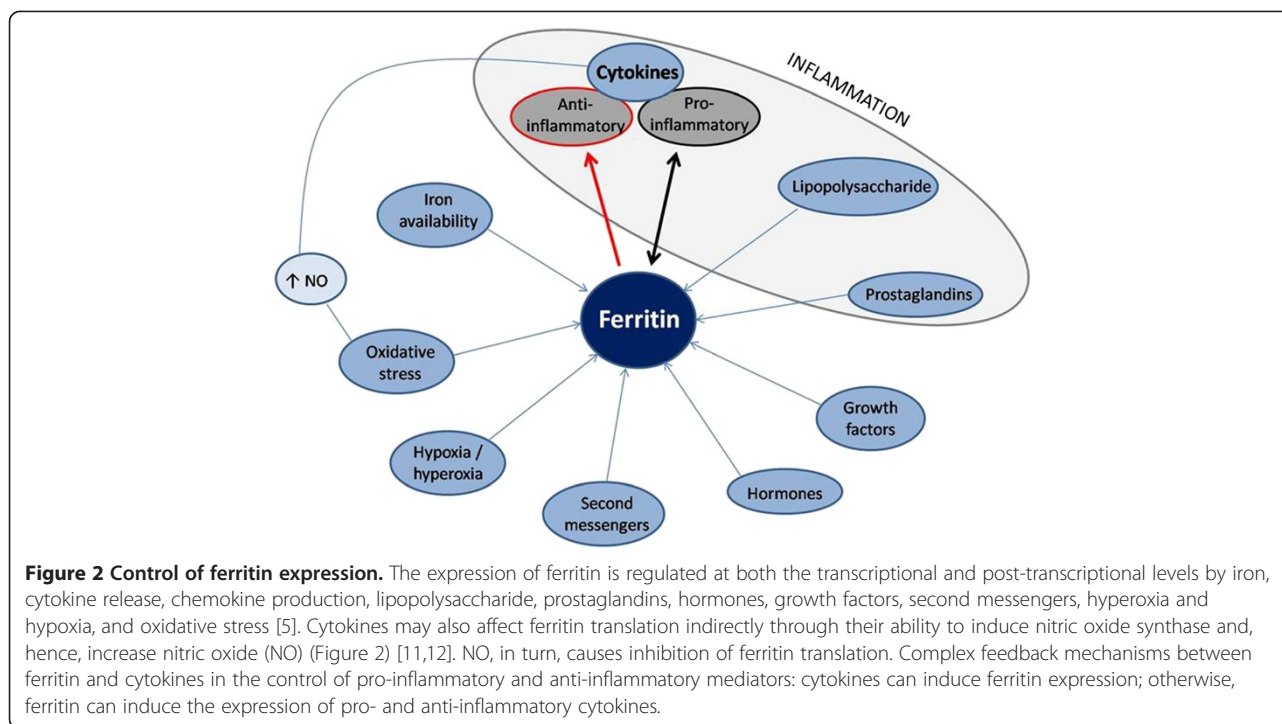 INFLAMMATION
Cytokines
Anti-
inflammatory
Pro-
inflammatory
Lipopolysaccharide
Iron
availability
↑ NO
Prostaglandins
Ferritin
Oxidative
stress
Growth
factors
Hypoxia /
hyperoxia
Second
messengers
Hormones
Figure 2 Control of ferritin expression. The expression of ferritin is regulated at both the transcriptional and post-transcriptional levels by iron,
cytokine release, chemokine production, lipopolysaccharide, prostaglandins, hormones, growth factors, second messengers, hyperoxia and
hypoxia, and oxidative stress [5]. Cytokines may also affect ferritin translation indirectly through their ability to induce nitric oxide synthase and,
hence, increase nitric oxide (NO) (Figure 2) [11,12]. NO, in turn, causes inhibition of ferritin translation. Complex feedback mechanisms between
ferritin and cytokines in the control of pro-inflammatory and anti-inflammatory mediators: cytokines can induce ferritin expression; otherwise,
ferritin can induce the expression of pro- and anti-inflammatory cytokines.